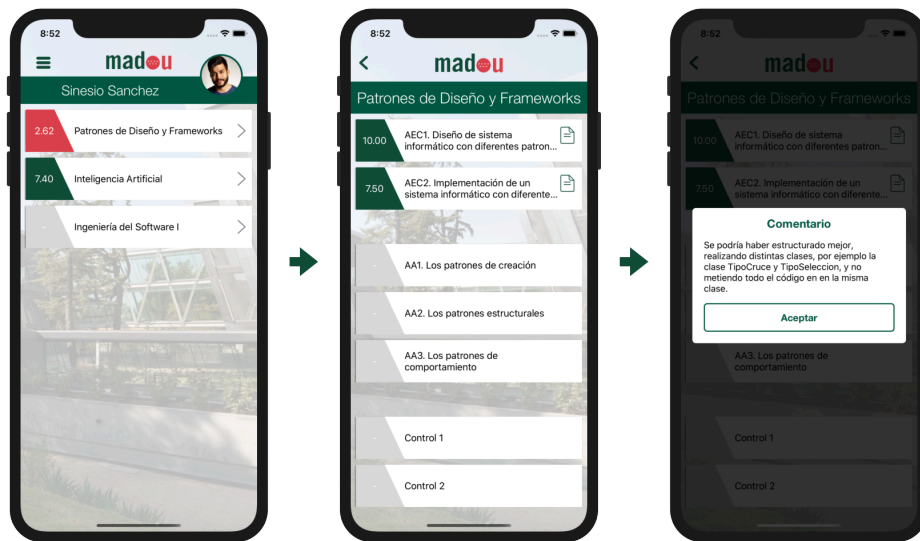 8:52
madou
Sinesio Sanchez
2.62 Patrones de Diseño y Frameworks
7.40 Inteligencia Artificial
- Ingeniería del Software I
8:52
madou
Patrones de Diseño y Frameworks
10.00 AEC1. Diseño de sistema
informático con diferentes patron...
7.50 AEC2. Implementación de un
sistema informático con diferente...
- AA1. Los patrones de creación
- AA2. Los patrones estructurales
- AA3. Los patrones de
comportamiento
- Control 1
- Control 2
8:52
madou
Patrones de Diseño y Frameworks
10.00 AEC1. Diseño de sistema
informático con diferentes patron...
7.50 AEC2. Implementación de un
sistema informático con diferente...
Comentario
Se podría haber estructurado mejor,
realizando distintas clases, por ejemplo la
clase TipoCruce y TipoSeleccion, y no
metiendo todo el código en en la misma
clase.
Aceptar
AA3. Los patrones de
comportamiento
- Control 1
- Control 2